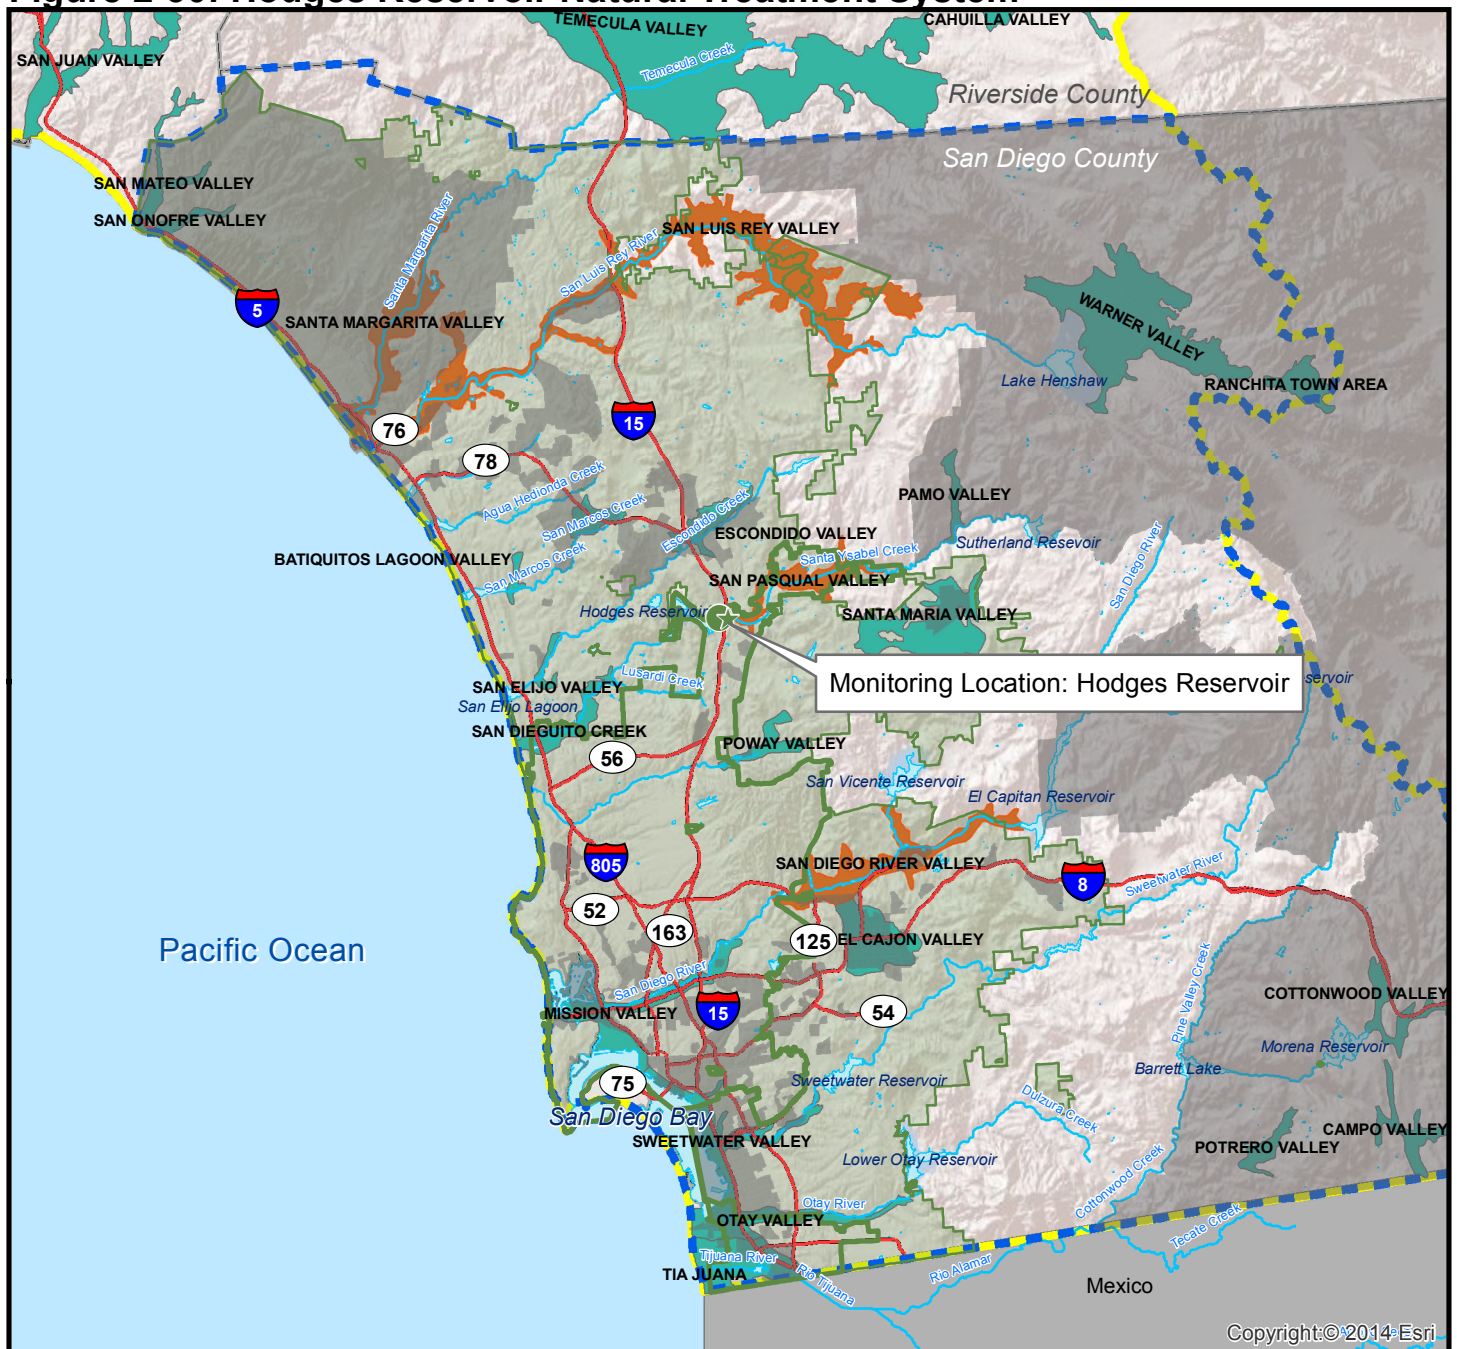 Figure 2-30: Hodges Reservoir Natural Treatment System
TEMECULA VALLEY
CAHUILLA VALLEY
SAN JUAN VALLEY
Temecula Creek
Riverside County
San Diego County
SAN MATEO VALLEY
SAN ONOFRE VALLEY
Santa Margarita River
SAN LUIS REY VALLEY
San Luis Rey River
5
SANTA MARGARITA VALLEY
WARNER VALLEY
Lake Henshaw
RANCHITA TOWN AREA
15
76
78
Agua Hedionda Creek
San Marcos Creek
Escondido Creek
PAMO VALLEY
ESCONDIDO VALLEY
Santa Ysabel Creek
Sutherland Resevoir
San Diego River
BATIQUITOS LAGOON VALLEY
San Marcos Creek
SAN PASQUAL VALLEY
Hodges Reservoir
SANTA MARIA VALLEY
Lusardi Creek
Monitoring Location: Hodges Reservoir
servoir
SAN ELIJO VALLEY
San Elijo Lagoon
SAN DIEGUITO CREEK
POWAY VALLEY
56
San Vicente Reservoir
El Capitan Reservoir
805
SAN DIEGO RIVER VALLEY
8
Sweetwater River
52
163
125
EL CAJON VALLEY
Pacific Ocean
San Diego River
Pine Valley Creek
COTTONWOOD VALLEY
MISSION VALLEY
15
54
Morena Reservoir
Barrett Lake
75
Sweetwater Reservoir
Dulzura Creek
San Diego Bay
SWEETWATER VALLEY
CAMPO VALLEY
POTRERO VALLEY
Lower Otay Reservoir
Cottonwood Creek
Otay River
OTAY VALLEY
Tecate Creek
Tijuana River
TIA JUANA
Rio Tijuana
Rio Alamar
Mexico
Copyright:© 2014 Esri